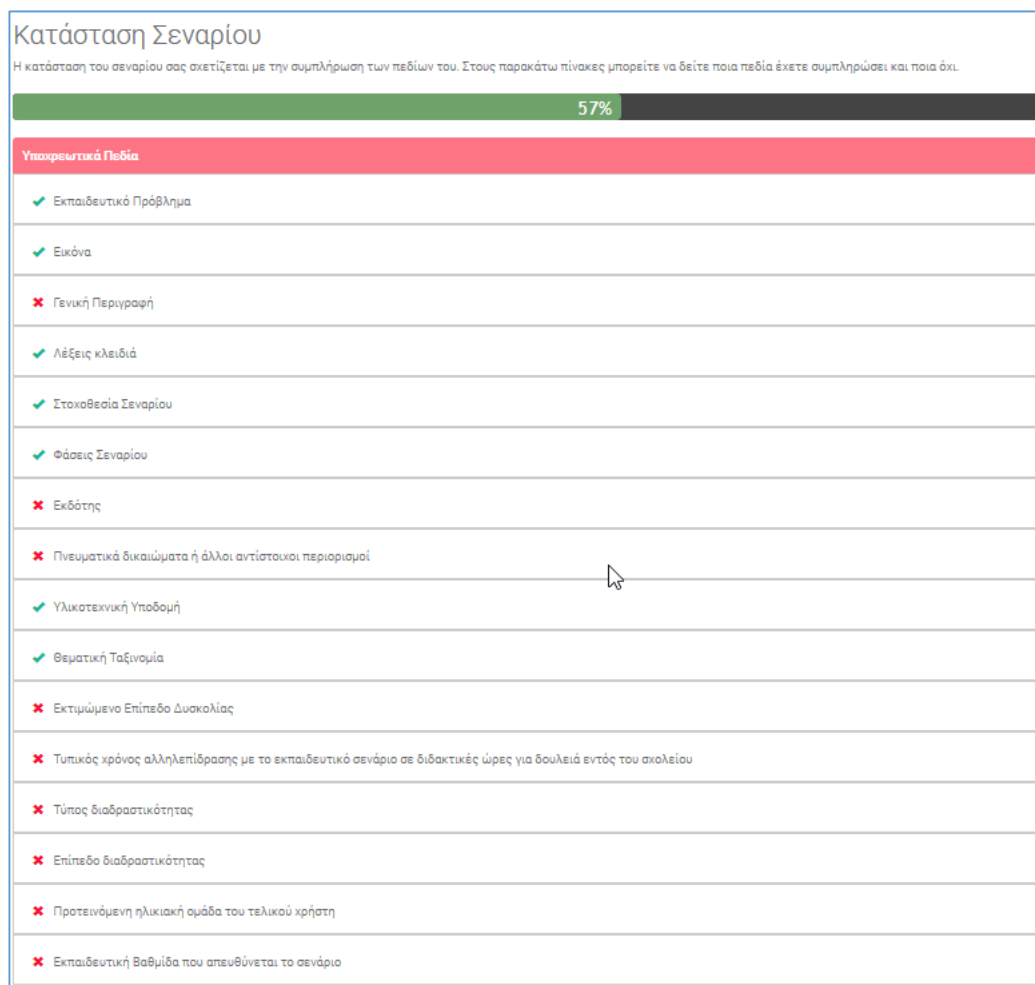 Κατάσταση Σεναρίου
Η κατάσταση του σεναρίου σας σχετίζεται με την συμπλήρωση των πεδίων του. Στους παρακάτω πίνακες μπορείτε να δείτε ποια πεδία έχετε συμπληρώσει και ποια όχι.
57%
Υποχρεωτικά Πεδία
Εκπαιδευτικό Πρόβλημα
Εικόνα
Γενική Περιγραφή
Λέξεις κλειδιά
Στοχοθεσία Σεναρίου
Φάσεις Σεναρίου
Εκδότης
Πνευματικά δικαιώματα ή άλλοι αντίστοιχοι περιορισμοί
Υλικοτεχνική Υποδομή
Θεματική Ταξινομία
Εκτιμώμενο Επίπεδο Δυσκολίας
Τυπικός χρόνος αλληλεπίδρασης με το εκπαιδευτικό σενάριο σε διδακτικές ώρες για δουλειά εντός του σχολείου
Τύπος διαδραστικότητας
Επίπεδο διαδραστικότητας
Προτεινόμενη ηλικιακή ομάδα του τελικού χρήστη
Εκπαιδευτική Βαθμίδα που απευθύνεται το σενάριο